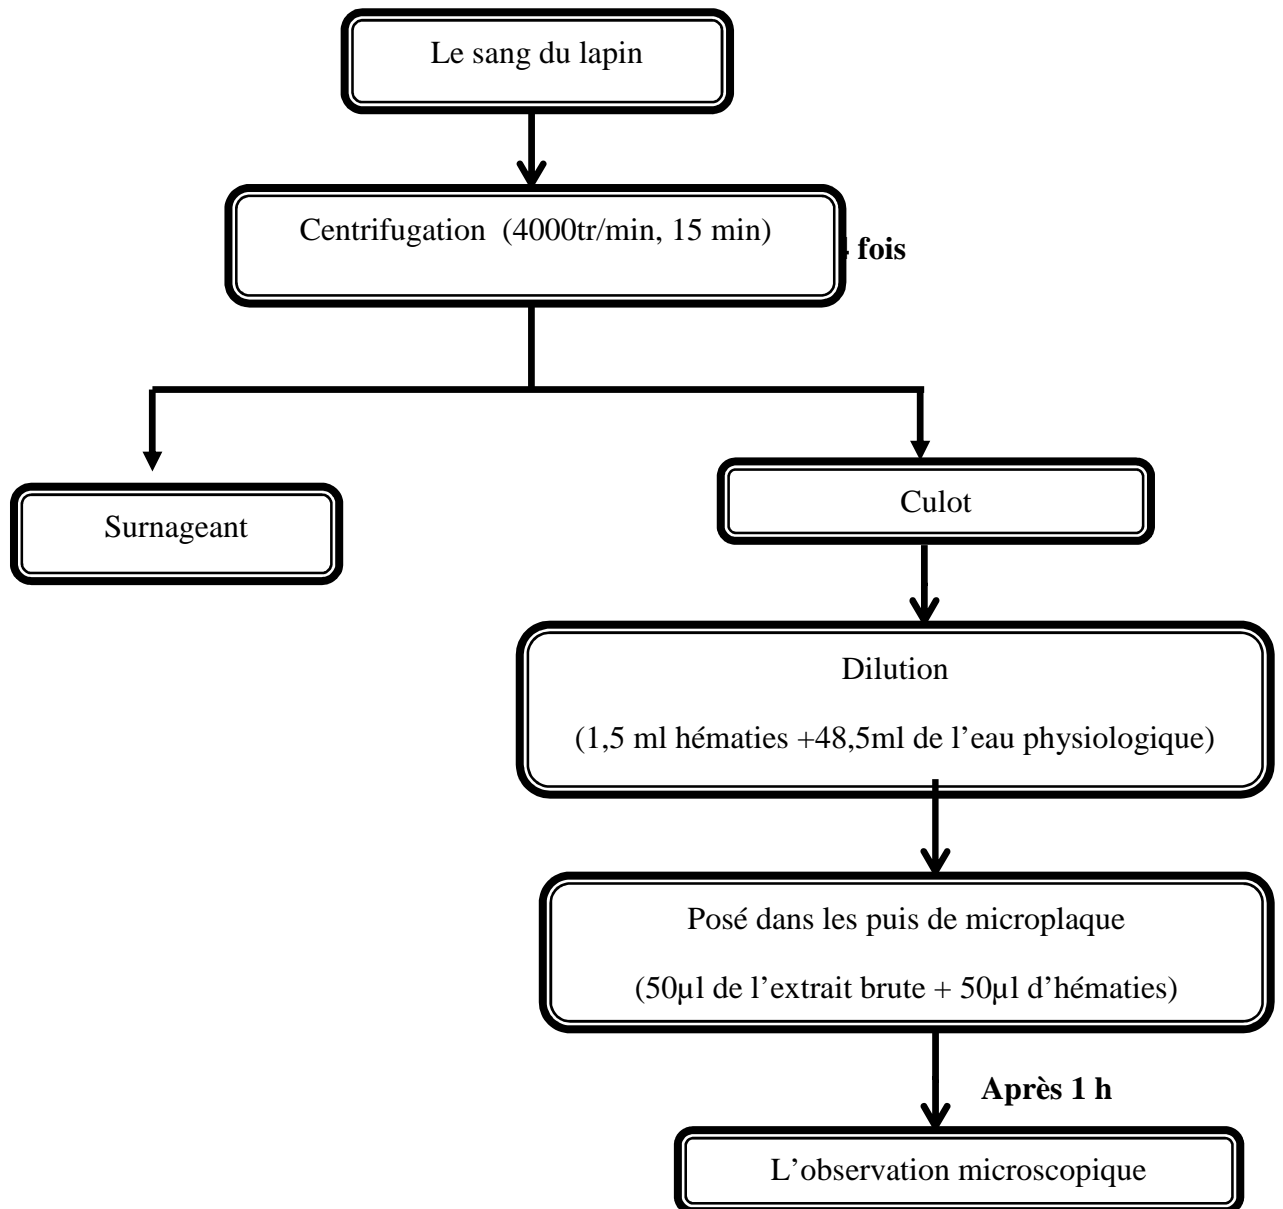 Le sang du lapin
Centrifugation (4000tr/min, 15 min)
fois
Surnageant
Culot
Dilution
(1,5 ml hématies +48,5ml de l’eau physiologique)
Posé dans les puis de microplaque
(50µl de l’extrait brute + 50µl d’hématies)
Après 1 h
L’observation microscopique